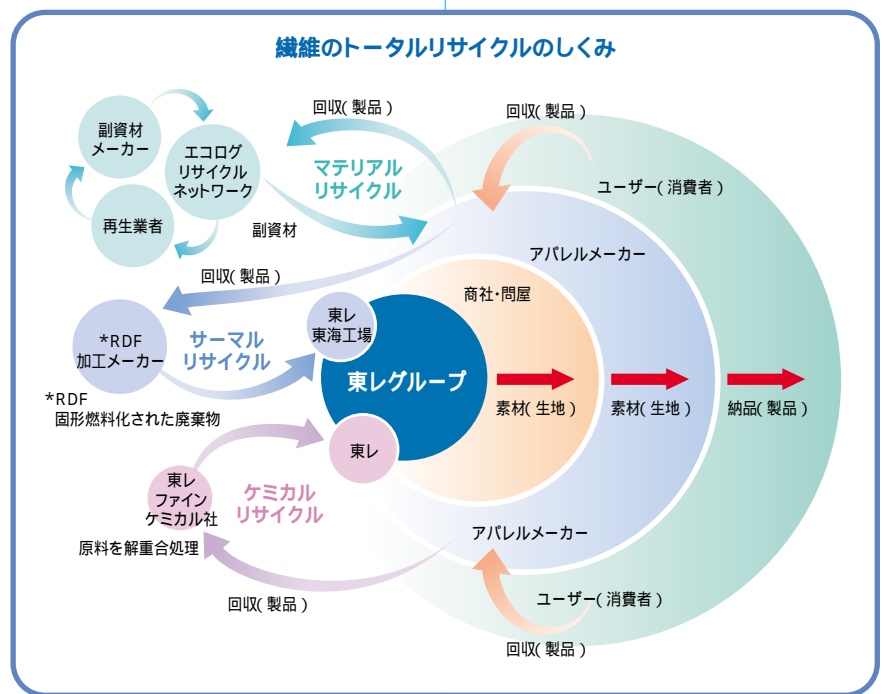 繊維のトータルリサイクルのしくみ
回収(製品)
回収(製品)
副資材
メーカー
エコログ
リサイクル
ネットワーク
再生業者
マテリアル
リサイクル
副資材
ユーザー(消費者)
アパレルメーカー
回収(製品)
商社・問屋
*RDF
加工メーカー
サーマル
リサイクル
東レ
東海工場
東レグループ
素材(生地)
素材(生地)
納品(製品)
*RDF
固形燃料化された廃棄物
東レ
東レ
ファイン
ケミカル社
ケミカル
リサイクル
原料を解重合処理
アパレルメーカー
回収(製品)
ユーザー(消費者)
回収(製品)